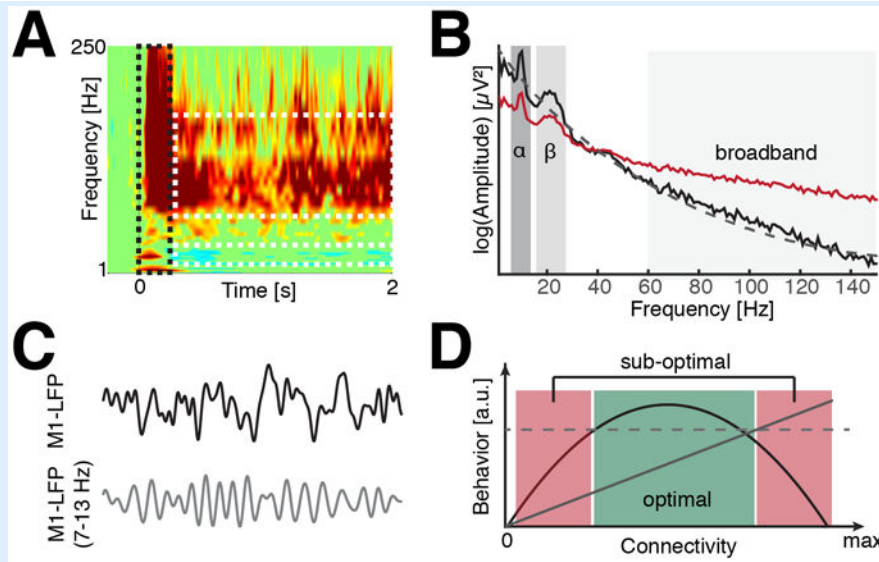 A
250
Frequency [Hz]
1
0
Time [s]
2
B
log(Amplitude) [µV²]
α
β
broadband
20
40
60
80
100
120
140
Frequency [Hz]
C
M1-LFP
M1-LFP
(7-13 Hz)
D
sub-optimal
Behavior [a.u.]
optimal
0
Connectivity
max